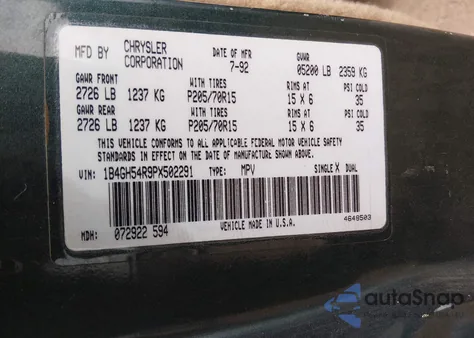 MFD BY CHRYSLER CORPORATION DATE OF MFR 7-92 GVWR 05200 LB 2359 KG
GAWR FRONT WITH TIRES RIMS AT PSI COLD
2726 LB 1237 KG P205/70R15 15 X 6 35
GAWR REAR WITH TIRES RIMS AT PSI COLD
2726 LB 1237 KG P205/70R15 15 X 6 35
THIS VEHICLE CONFORMS TO ALL APPLICABLE FEDERAL MOTOR VEHICLE SAFETY
STANDARDS IN EFFECT ON THE DATE OF MANUFACTURE SHOWN ABOVE.
VIN: 1B4GH54R9PX502291 TYPE: MPV SINGLE X DUAL
MDH: 072922 594 VEHICLE MADE IN U.S.A. 4649503
autoSnap